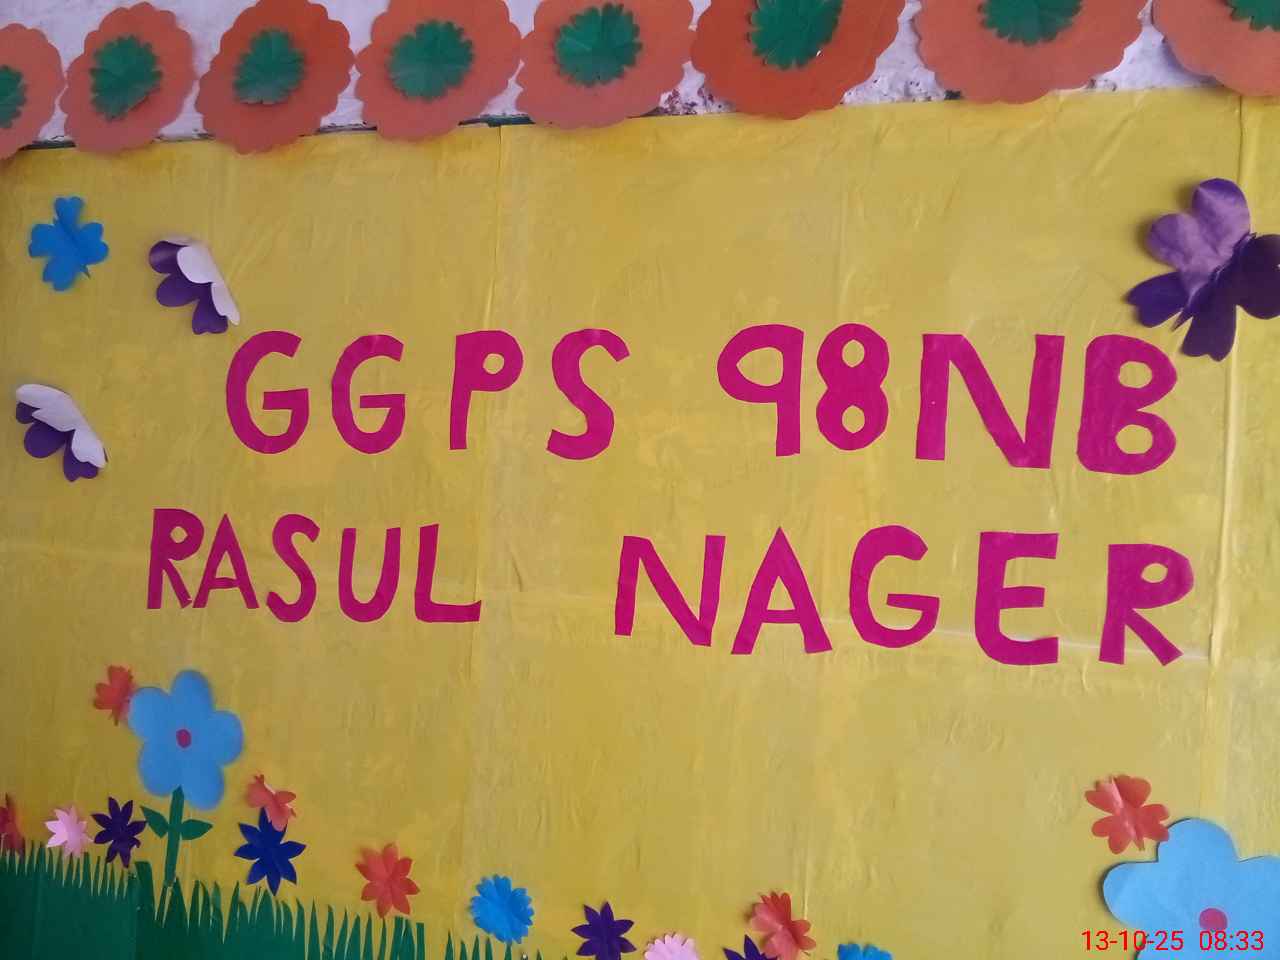 GGPS 98NB
RASUL NAGER
13-10-25 08:33